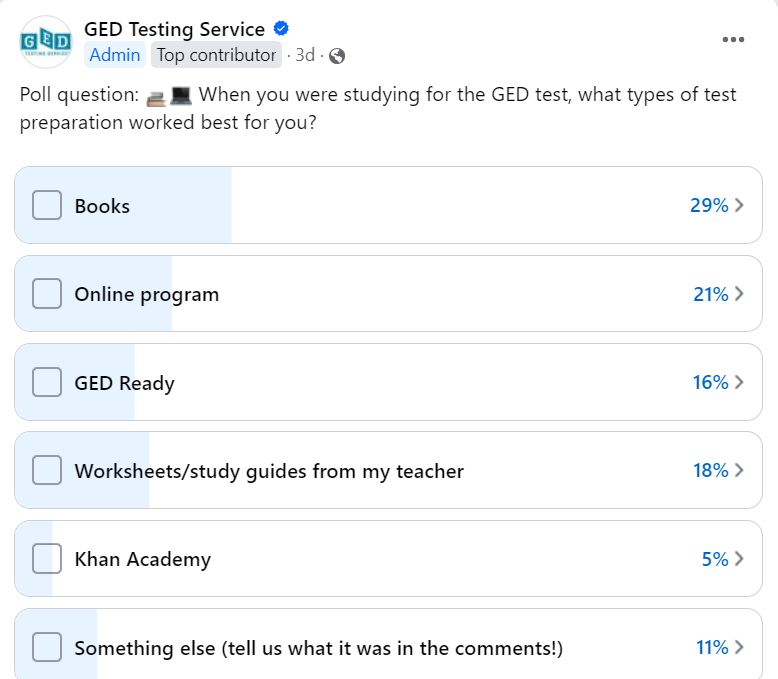 GED
TESTING SERVICE
GED Testing Service
Admin Top contributor · 3d ·
Poll question: 📚💻 When you were studying for the GED test, what types of test
preparation worked best for you?
Books 29%
Online program 21%
GED Ready 16%
Worksheets/study guides from my teacher 18%
Khan Academy 5%
Something else (tell us what it was in the comments!) 11%